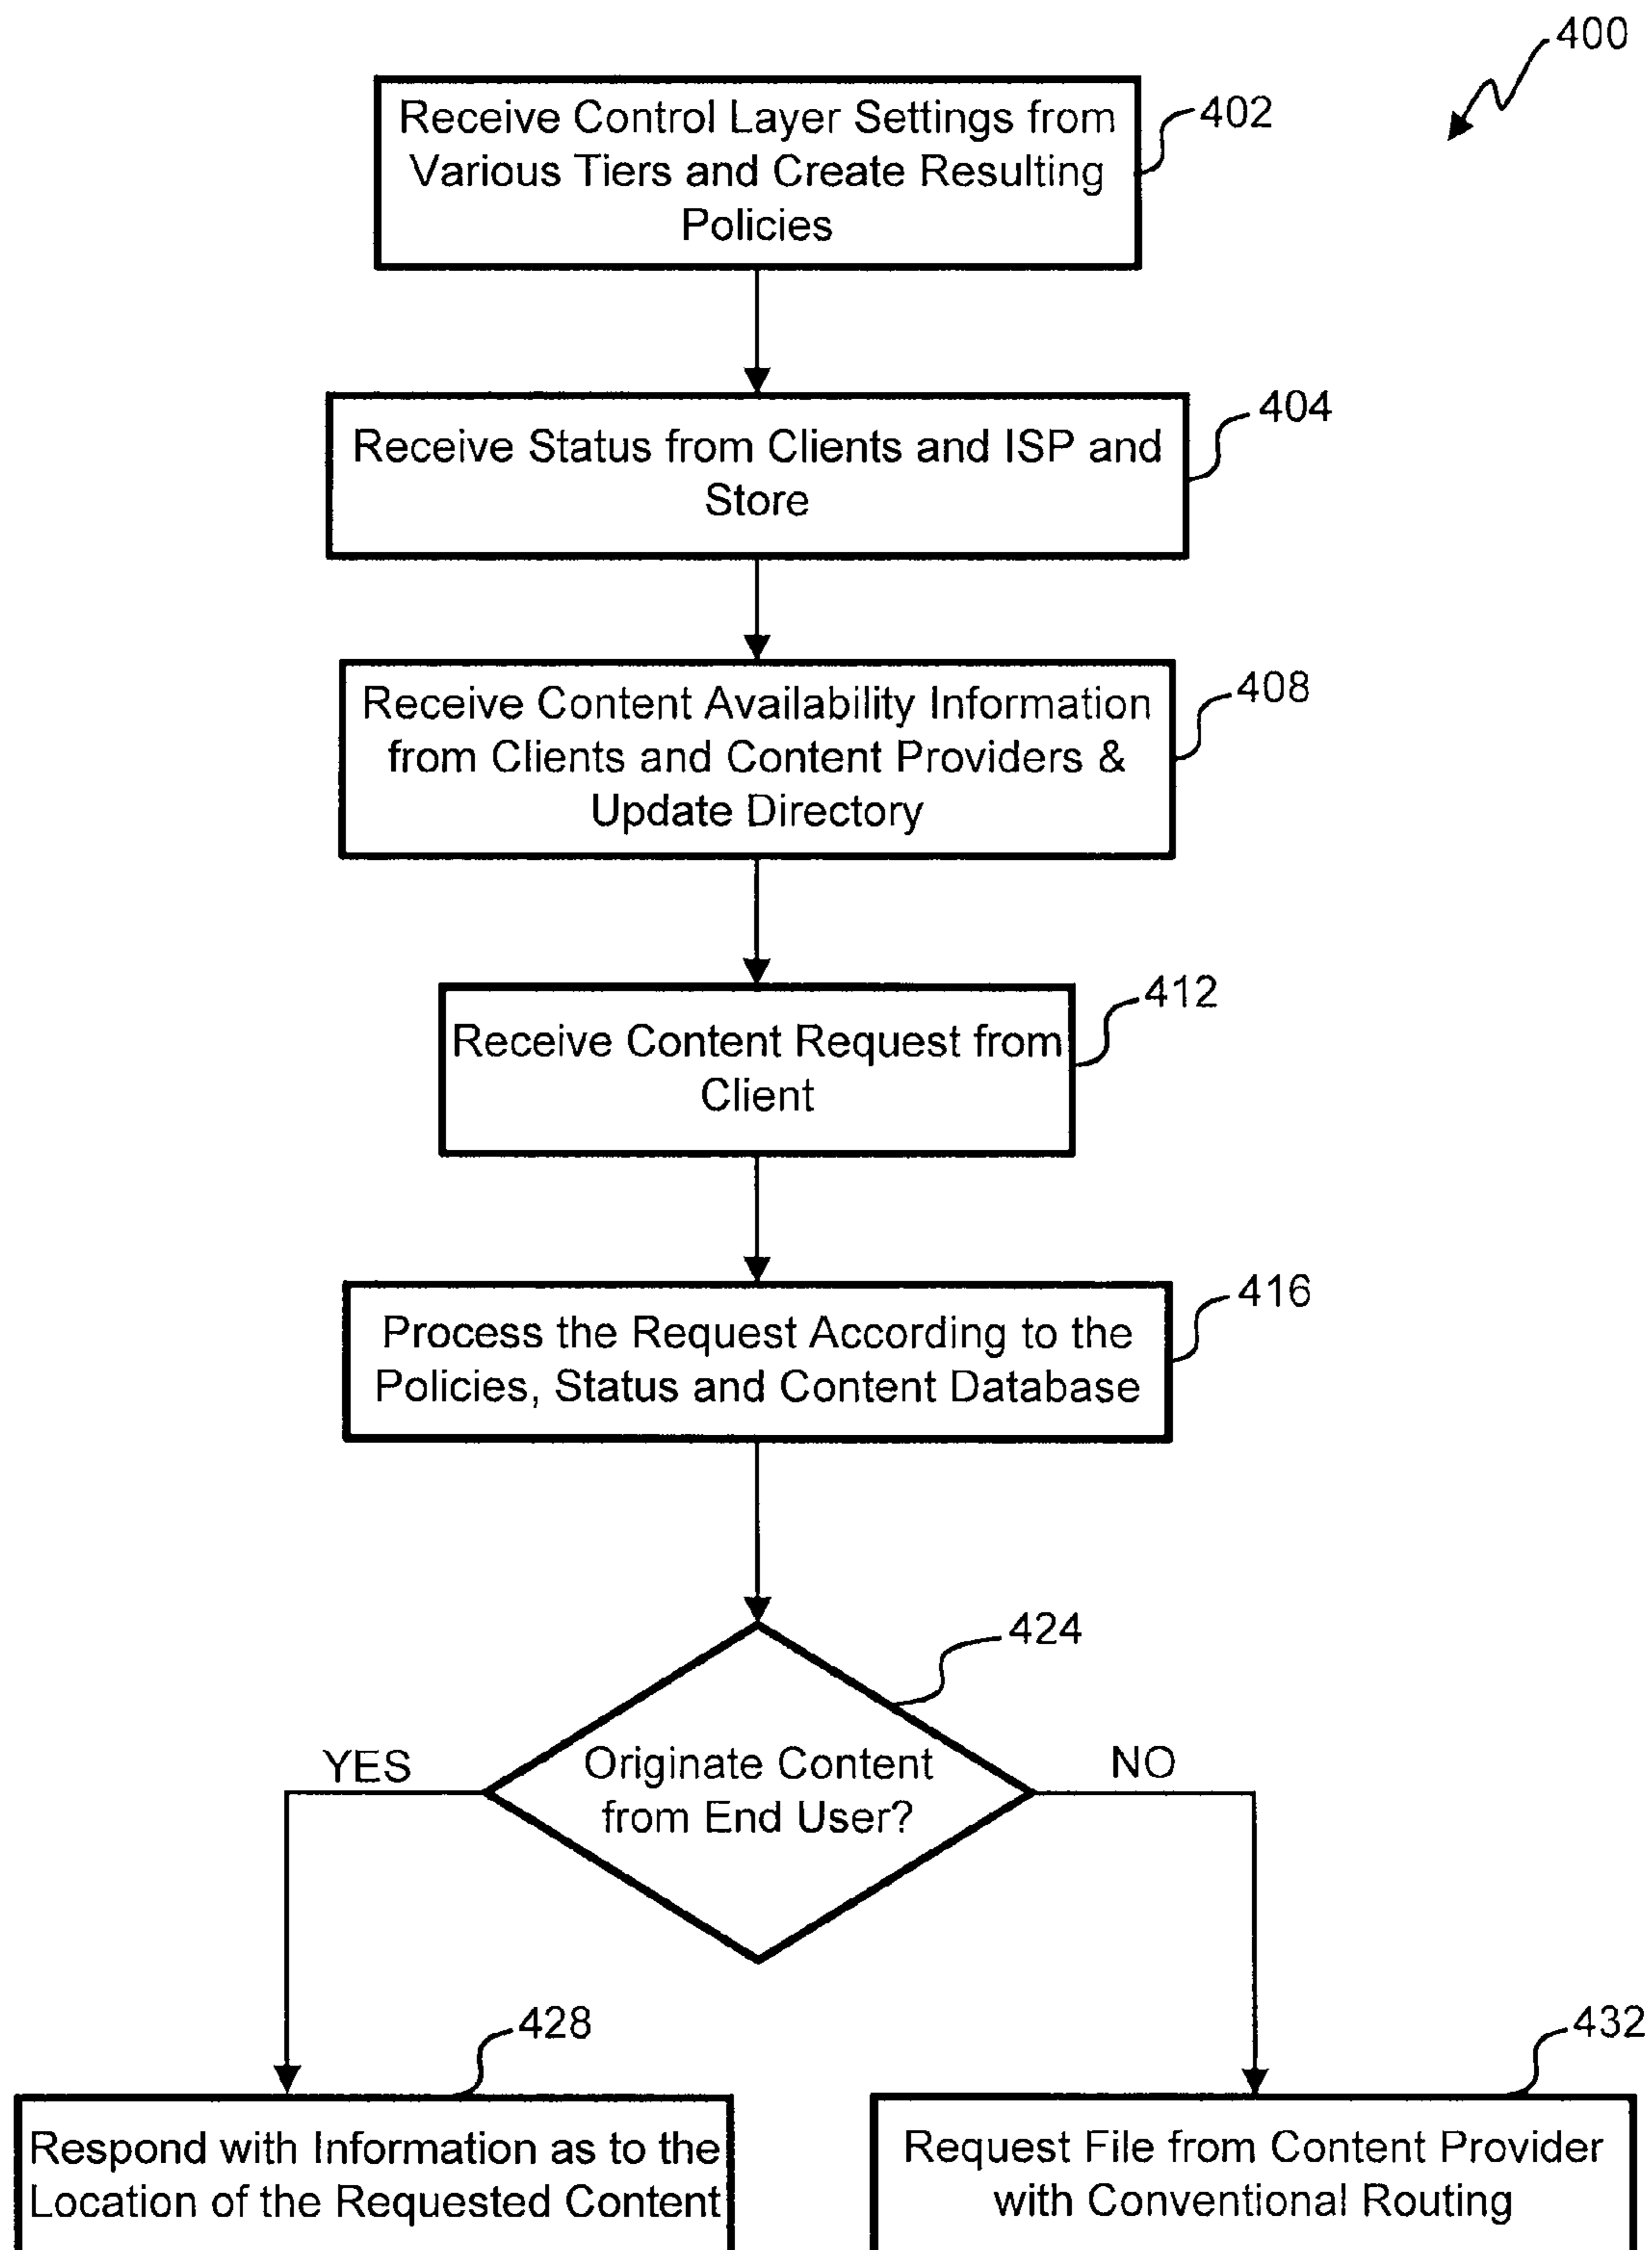 400
Receive Control Layer Settings from
Various Tiers and Create Resulting
Policies
402
Receive Status from Clients and ISP and
Store
404
Receive Content Availability Information
from Clients and Content Providers &
Update Directory
408
Receive Content Request from
Client
412
Process the Request According to the
Policies, Status and Content Database
416
424
Originate Content
from End User?
YES
NO
428
Respond with Information as to the
Location of the Requested Content
432
Request File from Content Provider
with Conventional Routing